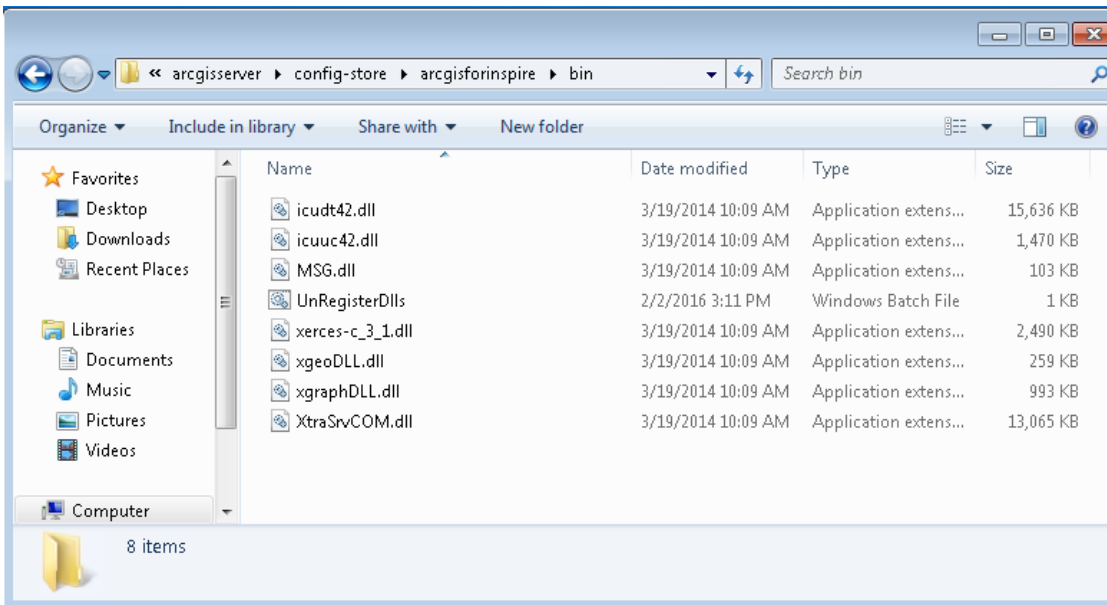 « arcgisserver ▸ config-store ▸ arcgisforinspire ▸ bin Search bin
Organize Include in library Share with New folder
Favorites
Desktop
Downloads
Recent Places
Libraries
Documents
Music
Pictures
Videos
Computer
Name Date modified Type Size
icudt42.dll 3/19/2014 10:09 AM Application extens... 15,636 KB
icuuc42.dll 3/19/2014 10:09 AM Application extens... 1,470 KB
MSG.dll 3/19/2014 10:09 AM Application extens... 103 KB
UnRegisterDlls 2/2/2016 3:11 PM Windows Batch File 1 KB
xerces-c_3_1.dll 3/19/2014 10:09 AM Application extens... 2,490 KB
xgeoDLL.dll 3/19/2014 10:09 AM Application extens... 259 KB
xgraphDLL.dll 3/19/2014 10:09 AM Application extens... 993 KB
XtraSrvCOM.dll 3/19/2014 10:09 AM Application extens... 13,065 KB
8 items